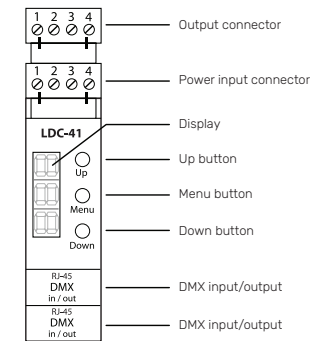 1 2 3 4
Output connector
1 2 3 4
Power input connector
LDC-41
Display
Up
Up button
Menu
Menu button
Down
Down button
RJ-45
DMX
in / out
DMX input/output
RJ-45
DMX
in / out
DMX input/output